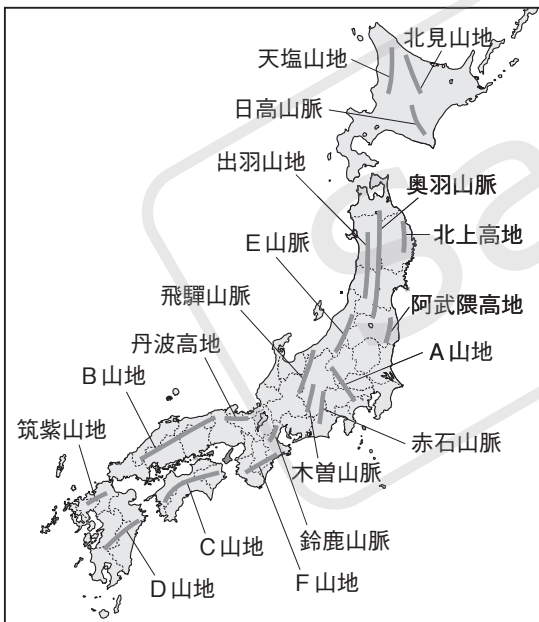 北見山地
天塩山地
日高山脈
出羽山地
奥羽山脈
北上高地
E山脈
飛驒山脈
阿武隈高地
丹波高地
A山地
B山地
筑紫山地
赤石山脈
木曽山脈
C山地
鈴鹿山脈
D山地
F山地